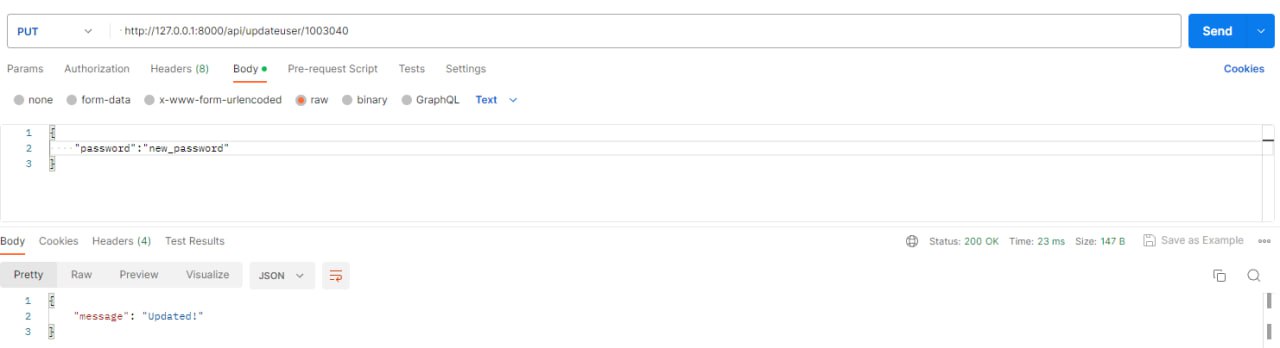 PUT http://127.0.0.1:8000/api/updateuser/1003040 Send
Params Authorization Headers (8) Body Pre-request Script Tests Settings Cookies
none form-data x-www-form-urlencoded raw binary GraphQL Text
1 {
2 "password":"new_password"
3 }
Body Cookies Headers (4) Test Results Status: 200 OK Time: 23 ms Size: 147 B Save as Example
Pretty Raw Preview Visualize JSON
1 {
2 "message": "Updated!"
3 }